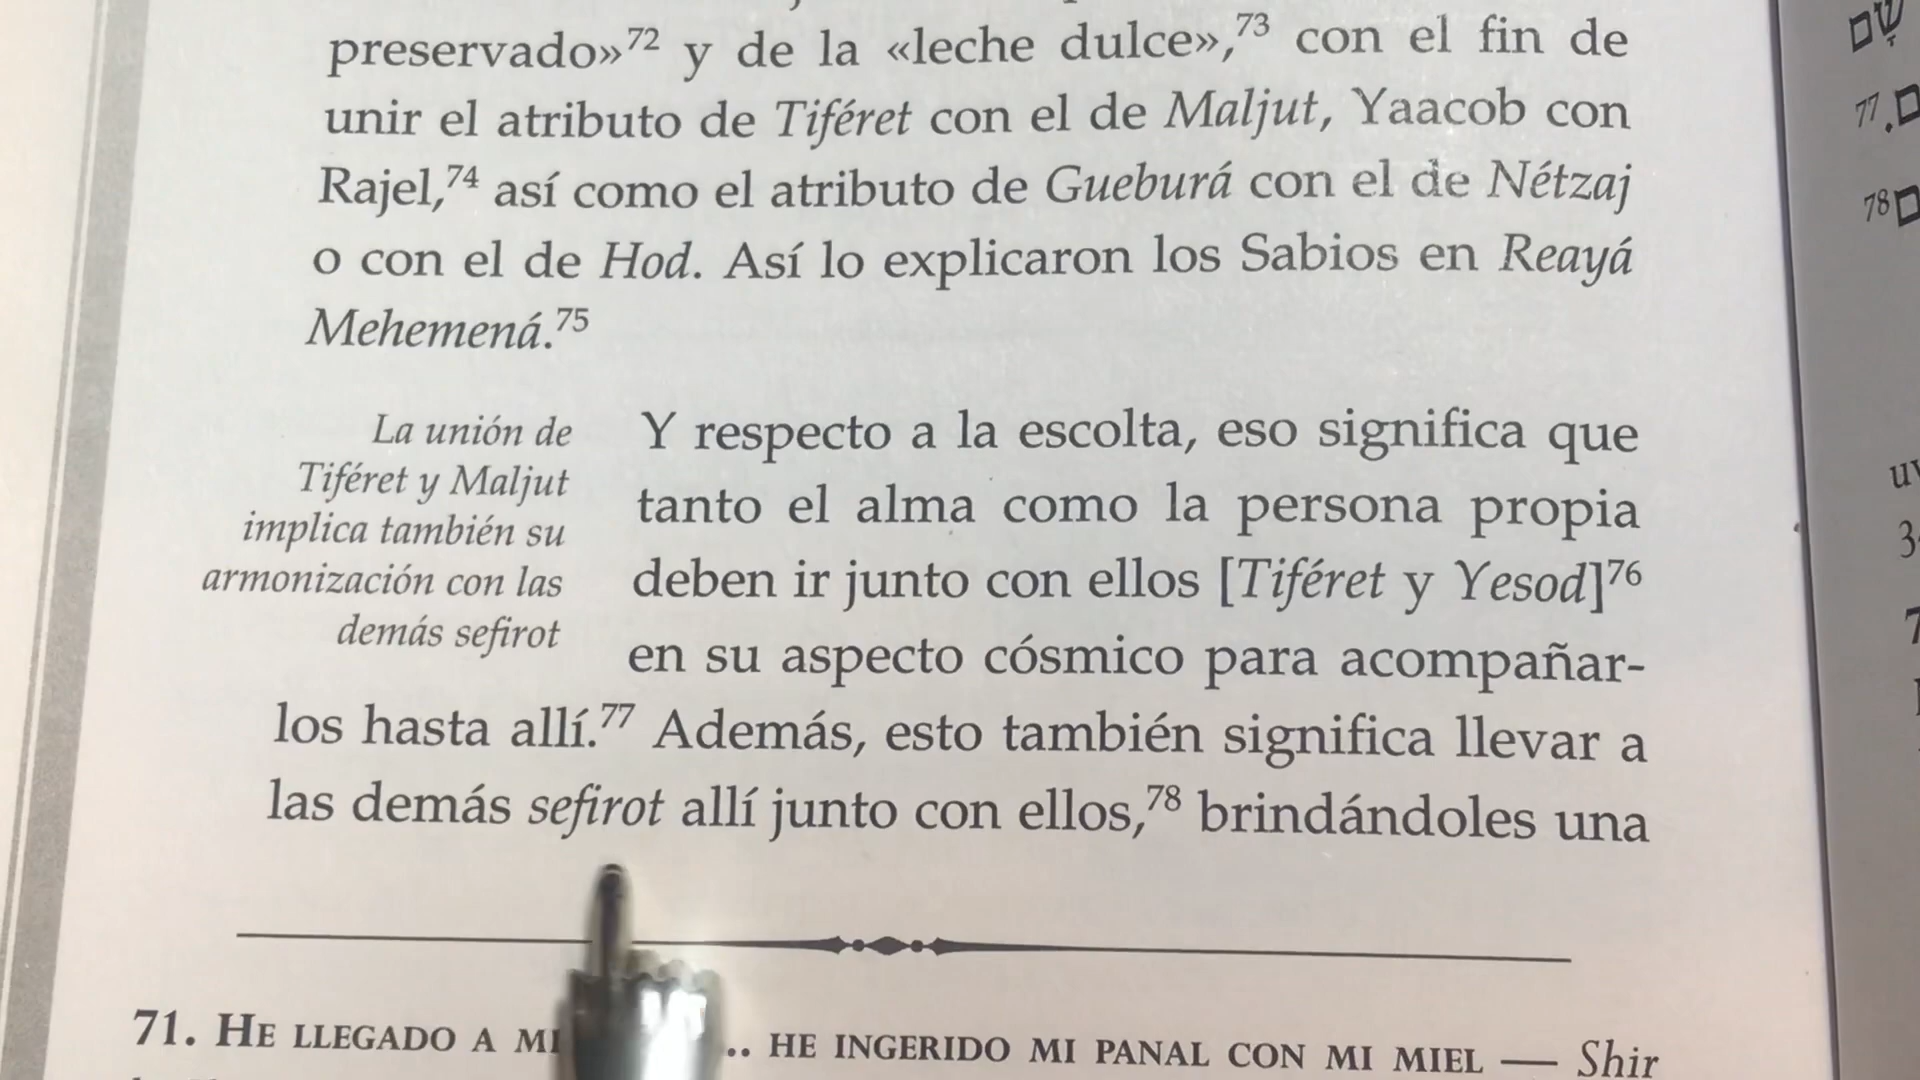 preservado»⁷² y de la «leche dulce»,⁷³ con el fin de
unir el atributo de Tiféret con el de Maljut, Yaacob con
Rajel,⁷⁴ así como el atributo de Gueburá con el de Nétzaj
o con el de Hod. Así lo explicaron los Sabios en Reayá
Mehemená.⁷⁵
La unión de
Tiféret y Maljut
implica también su
armonización con las
demás sefirot
Y respecto a la escolta, eso significa que
tanto el alma como la persona propia
deben ir junto con ellos [Tiféret y Yesod]⁷⁶
en su aspecto cósmico para acompañar-
los hasta allí.⁷⁷ Además, esto también significa llevar a
las demás sefirot allí junto con ellos,⁷⁸ brindándoles una
71. HE LLEGADO A MI .. HE INGERIDO MI PANAL CON MI MIEL — Shir
77
78